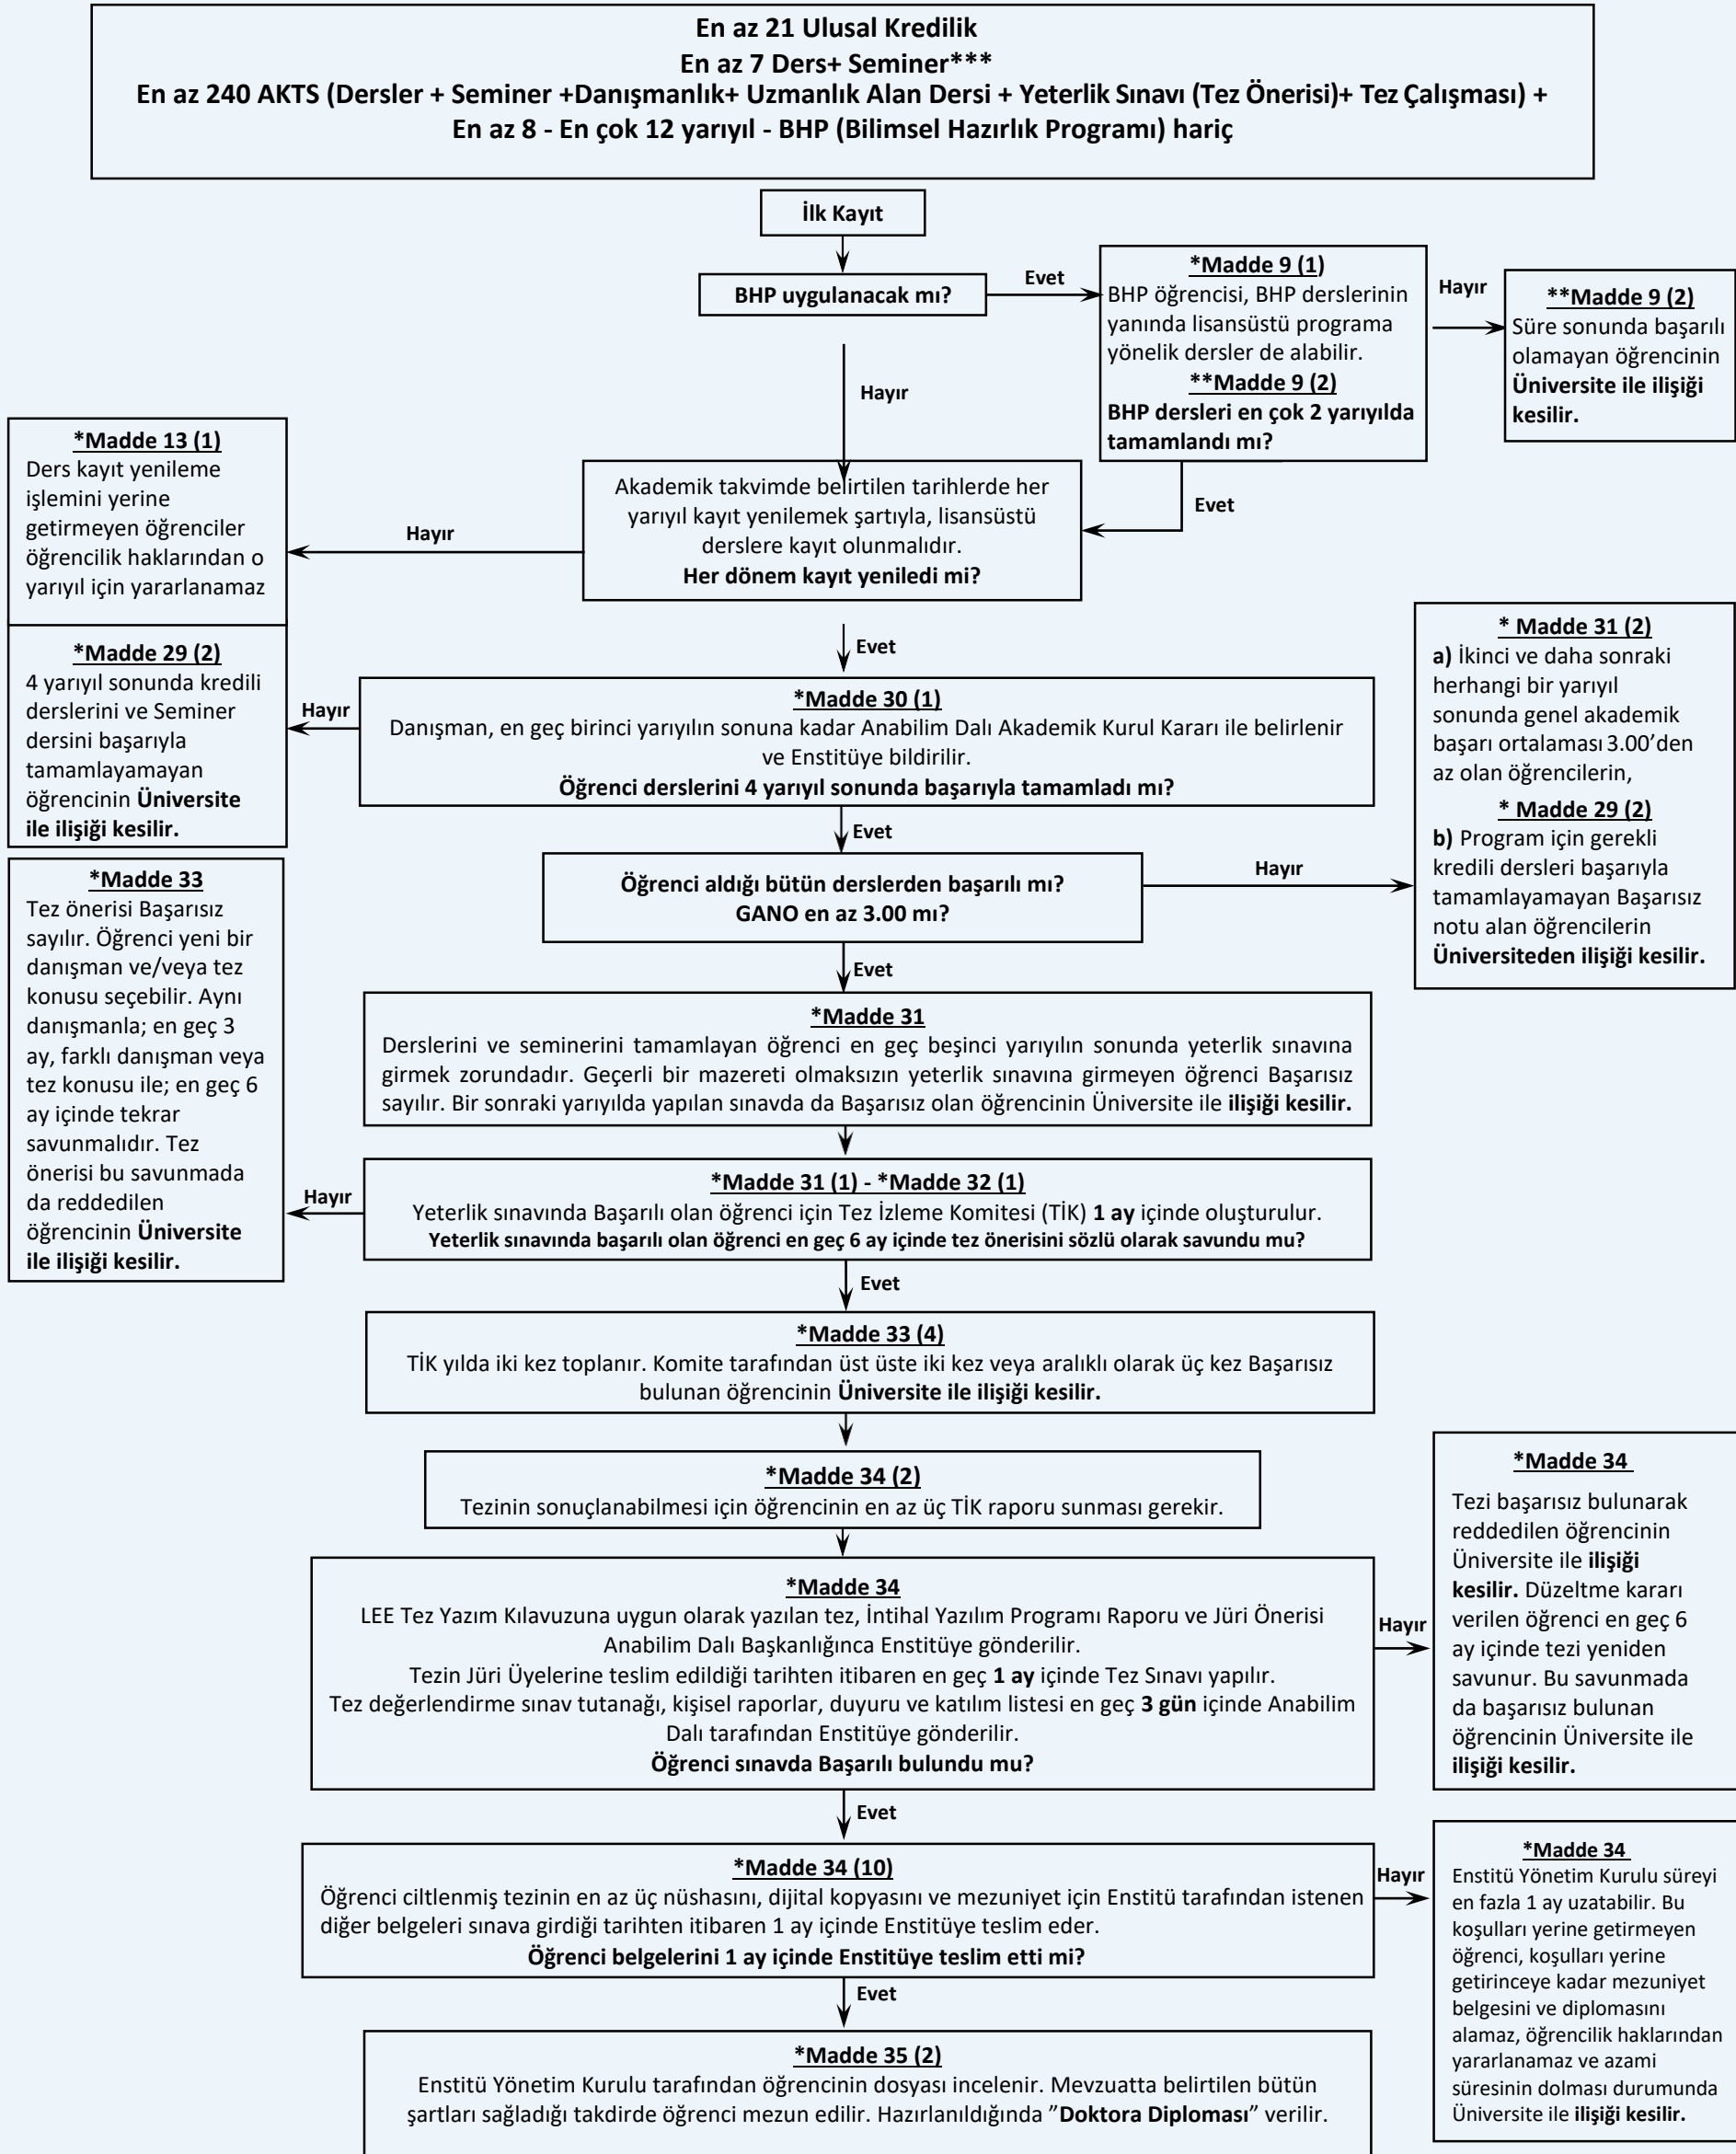 En az 21 Ulusal Kredilik
En az 7 Ders+ Seminer***
En az 240 AKTS (Dersler + Seminer +Danışmanlık+ Uzmanlık Alan Dersi + Yeterlik Sınavı (Tez Önerisi)+ Tez Çalışması) +
En az 8 - En çok 12 yarıyıl - BHP (Bilimsel Hazırlık Programı) hariç
İlk Kayıt
BHP uygulanacak mı?
Evet
*Madde 9 (1)
BHP öğrencisi, BHP derslerinin
yanında lisansüstü programa
yönelik dersler de alabilir.
**Madde 9 (2)
BHP dersleri en çok 2 yarıyılda
tamamlandı mı?
Hayır
**Madde 9 (2)
Süre sonunda başarılı
olamayan öğrencinin
Üniversite ile ilişiği
kesilir.
Hayır
Evet
Akademik takvimde belirtilen tarihlerde her
yarıyıl kayıt yenilemek şartıyla, lisansüstü
derslere kayıt olunmalıdır.
Her dönem kayıt yeniledi mi?
Hayır
*Madde 13 (1)
Ders kayıt yenileme
işlemini yerine
getirmeyen öğrenciler
öğrencilik haklarından o
yarıyıl için yararlanamaz
Evet
*Madde 30 (1)
Danışman, en geç birinci yarıyılın sonuna kadar Anabilim Dalı Akademik Kurul Kararı ile belirlenir
ve Enstitüye bildirilir.
Öğrenci derslerini 4 yarıyıl sonunda başarıyla tamamladı mı?
Hayır
*Madde 29 (2)
4 yarıyıl sonunda kredili
derslerini ve Seminer
dersini başarıyla
tamamlayamayan
öğrencinin Üniversite
ile ilişiği kesilir.
Evet
Öğrenci aldığı bütün derslerden başarılı mı?
GANO en az 3.00 mı?
Hayır
* Madde 31 (2)
a) İkinci ve daha sonraki
herhangi bir yarıyıl
sonunda genel akademik
başarı ortalaması 3.00’den
az olan öğrencilerin,
* Madde 29 (2)
b) Program için gerekli
kredili dersleri başarıyla
tamamlayamayan Başarısız
notu alan öğrencilerin
Üniversiteden ilişiği kesilir.
Evet
*Madde 31
Derslerini ve seminerini tamamlayan öğrenci en geç beşinci yarıyılın sonunda yeterlik sınavına
girmek zorundadır. Geçerli bir mazereti olmaksızın yeterlik sınavına girmeyen öğrenci Başarısız
sayılır. Bir sonraki yarıyılda yapılan sınavda da Başarısız olan öğrencinin Üniversite ile ilişiği kesilir.
*Madde 31 (1) - *Madde 32 (1)
Yeterlik sınavında Başarılı olan öğrenci için Tez İzleme Komitesi (TİK) 1 ay içinde oluşturulur.
Yeterlik sınavında başarılı olan öğrenci en geç 6 ay içinde tez önerisini sözlü olarak savundu mu?
Hayır
*Madde 33
Tez önerisi Başarısız
sayılır. Öğrenci yeni bir
danışman ve/veya tez
konusu seçebilir. Aynı
danışmanla; en geç 3
ay, farklı danışman veya
tez konusu ile; en geç 6
ay içinde tekrar
savunmalıdır. Tez
önerisi bu savunmada
da reddedilen
öğrencinin Üniversite
ile ilişiği kesilir.
Evet
*Madde 33 (4)
TİK yılda iki kez toplanır. Komite tarafından üst üste iki kez veya aralıklı olarak üç kez Başarısız
bulunan öğrencinin Üniversite ile ilişiği kesilir.
*Madde 34 (2)
Tezinin sonuçlanabilmesi için öğrencinin en az üç TİK raporu sunması gerekir.
*Madde 34
LEE Tez Yazım Kılavuzuna uygun olarak yazılan tez, İntihal Yazılım Programı Raporu ve Jüri Önerisi
Anabilim Dalı Başkanlığınca Enstitüye gönderilir.
Tezin Jüri Üyelerine teslim edildiği tarihten itibaren en geç 1 ay içinde Tez Sınavı yapılır.
Tez değerlendirme sınav tutanağı, kişisel raporlar, duyuru ve katılım listesi en geç 3 gün içinde Anabilim
Dalı tarafından Enstitüye gönderilir.
Öğrenci sınavda Başarılı bulundu mu?
Hayır
*Madde 34
Tezi başarısız bulunarak
reddedilen öğrencinin
Üniversite ile ilişiği
kesilir. Düzeltme kararı
verilen öğrenci en geç 6
ay içinde tezi yeniden
savunur. Bu savunmada
da başarısız bulunan
öğrencinin Üniversite ile
ilişiği kesilir.
Evet
*Madde 34 (10)
Öğrenci ciltlenmiş tezinin en az üç nüshasını, dijital kopyasını ve mezuniyet için Enstitü tarafından istenen
diğer belgeleri sınava girdiği tarihten itibaren 1 ay içinde Enstitüye teslim eder.
Öğrenci belgelerini 1 ay içinde Enstitüye teslim etti mi?
Hayır
*Madde 34
Enstitü Yönetim Kurulu süreyi
en fazla 1 ay uzatabilir. Bu
koşulları yerine getirmeyen
öğrenci, koşulları yerine
getirinceye kadar mezuniyet
belgesini ve diplomasını
alamaz, öğrencilik haklarından
yararlanamaz ve azami
süresinin dolması durumunda
Üniversite ile ilişiği kesilir.
Evet
*Madde 35 (2)
Enstitü Yönetim Kurulu tarafından öğrencinin dosyası incelenir. Mevzuatta belirtilen bütün
şartları sağladığı takdirde öğrenci mezun edilir. Hazırlanıldığında ”Doktora Diploması” verilir.